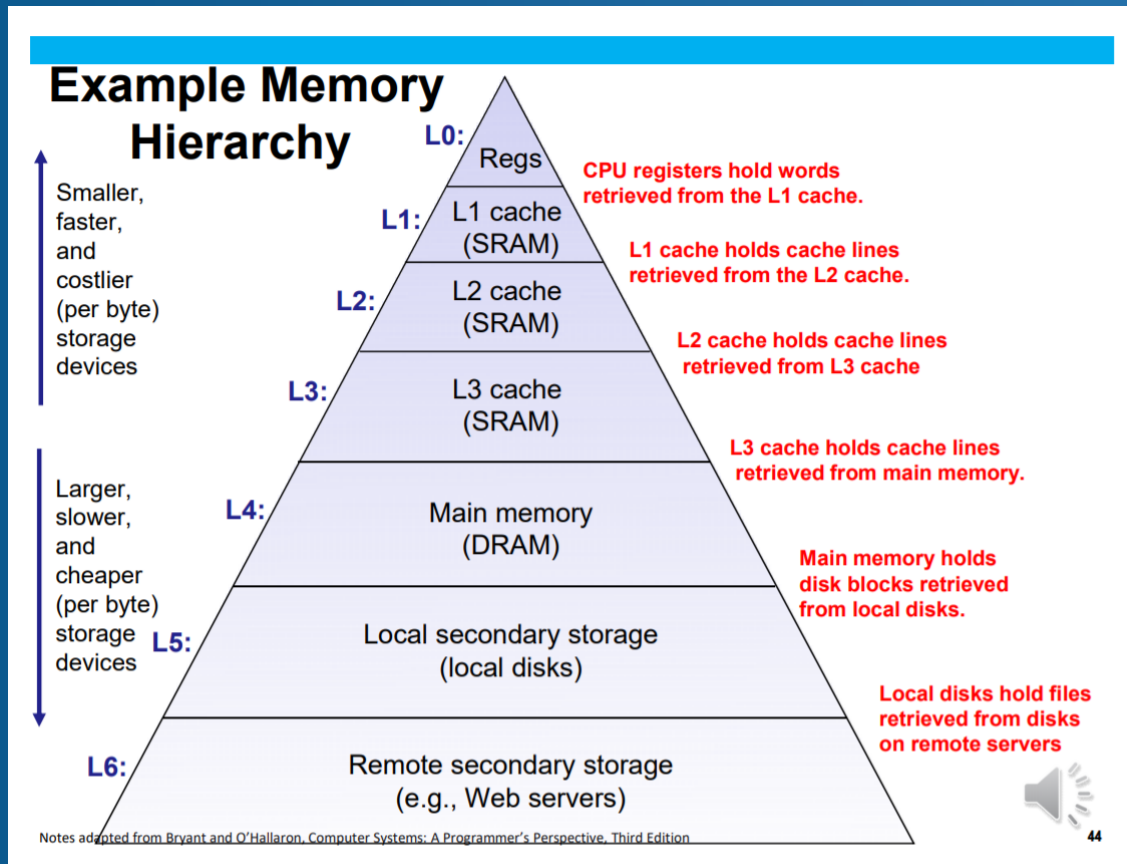 Example Memory
Hierarchy
Smaller,
faster,
and
costlier
(per byte)
storage
devices
Larger,
slower,
and
cheaper
(per byte)
storage
devices
L0:
Regs
CPU registers hold words
retrieved from the L1 cache.
L1:
L1 cache
(SRAM)
L1 cache holds cache lines
retrieved from the L2 cache.
L2:
L2 cache
(SRAM)
L2 cache holds cache lines
retrieved from L3 cache
L3:
L3 cache
(SRAM)
L3 cache holds cache lines
retrieved from main memory.
L4:
Main memory
(DRAM)
Main memory holds
disk blocks retrieved
from local disks.
L5:
Local secondary storage
(local disks)
Local disks hold files
retrieved from disks
on remote servers
L6:
Remote secondary storage
(e.g., Web servers)
Notes adapted from Bryant and O'Hallaron, Computer Systems: A Programmer's Perspective, Third Edition
44